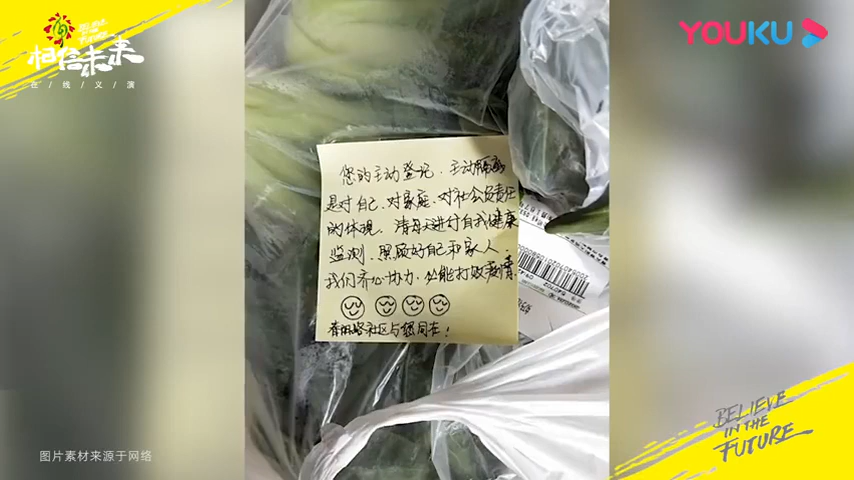 相信未来
BELIEVE
IN THE
FUTURE
在/线/义/演
YOUKU
您的主动登记、主动隔离
是对自己、对家庭、对社会负责任
的体现。请每天进行自我健康
监测、照顾好自己和家人、
我们齐心协力、必能打败疫情.
社区与您同在！
BELIEVE
IN THE
FUTURE
图片素材来源于网络